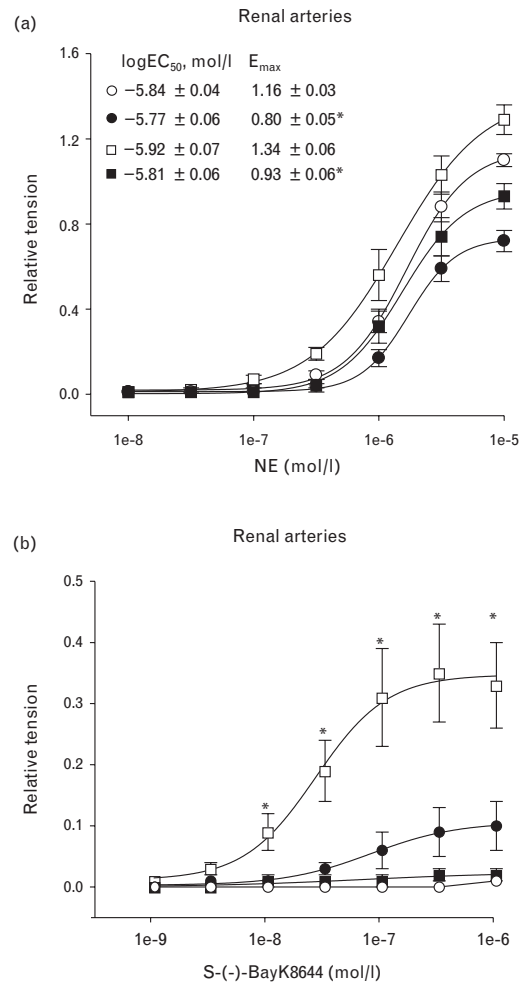 (a)
Renal arteries
logEC50, mol/l Emax
−5.84 ± 0.04 1.16 ± 0.03
−5.77 ± 0.06 0.80 ± 0.05*
−5.92 ± 0.07 1.34 ± 0.06
−5.81 ± 0.06 0.93 ± 0.06*
Relative tension
1.6
1.2
0.8
0.4
0.0
1e-8 1e-7 1e-6 1e-5
NE (mol/l)
(b)
Renal arteries
Relative tension
0.5
0.4
0.3
0.2
0.1
0.0
* * * * *
1e-9 1e-8 1e-7 1e-6
S-(-)-BayK8644 (mol/l)